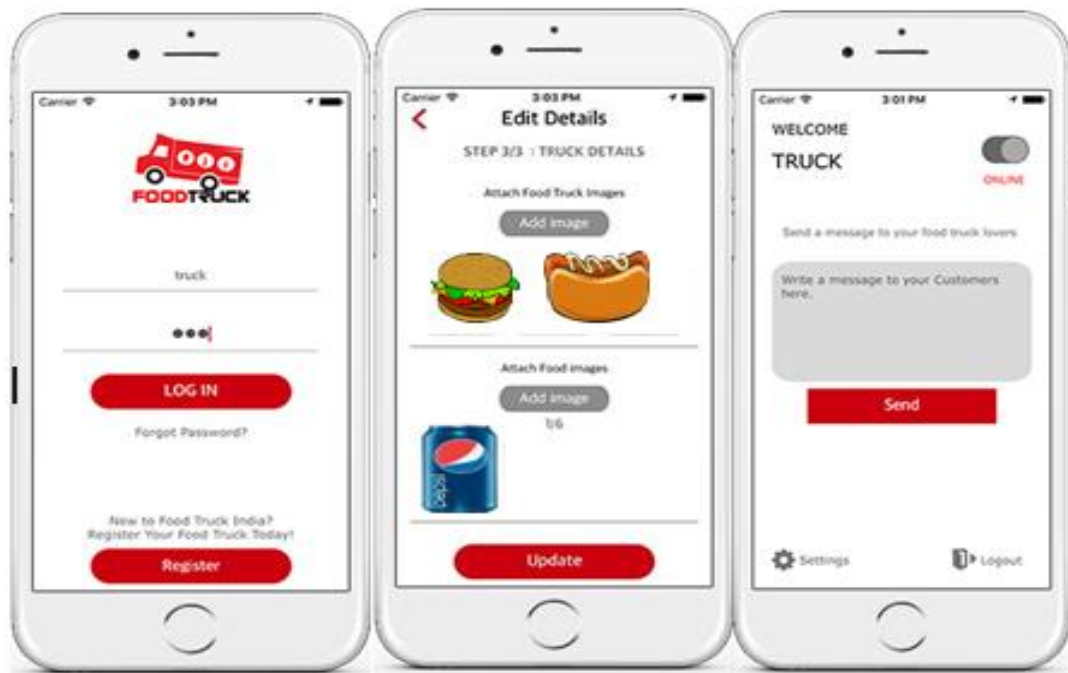 Carrier 3:03 PM
FOODTRUCK
truck
LOG IN
Forgot Password?
New to Food Truck India?
Register Your Food Truck Today!
Register
Carrier 3:03 PM
Edit Details
STEP 3/3 : TRUCK DETAILS
Attach Food Truck Images
Add image
Attach Food images
Add image
1/6
pepsi
Update
Carrier 3:01 PM
WELCOME
TRUCK
ONLINE
Send a message to your food truck lovers
Write a message to your Customers
here.
Send
Settings
Logout